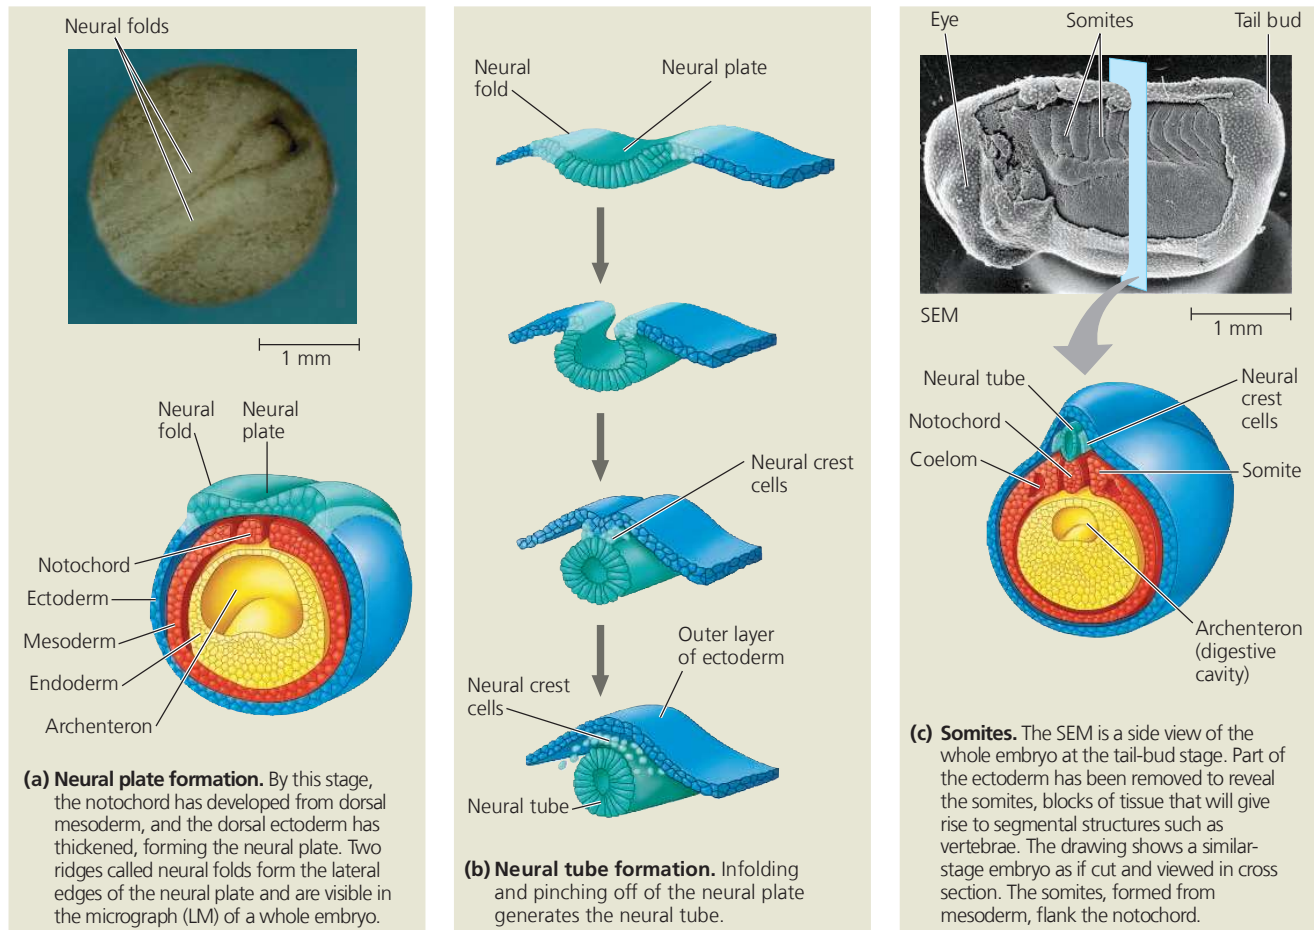 Neural folds
1 mm
Neural
fold
Neural
plate
Notochord
Ectoderm
Mesoderm
Endoderm
Archenteron
(a) Neural plate formation. By this stage,
the notochord has developed from dorsal
mesoderm, and the dorsal ectoderm has
thickened, forming the neural plate. Two
ridges called neural folds form the lateral
edges of the neural plate and are visible in
the micrograph (LM) of a whole embryo.
Neural
fold
Neural plate
Neural crest
cells
Outer layer
of ectoderm
Neural crest
cells
Neural tube
(b) Neural tube formation. Infolding
and pinching off of the neural plate
generates the neural tube.
Eye
Somites
Tail bud
SEM
1 mm
Neural tube
Notochord
Coelom
Neural
crest
cells
Somite
Archenteron
(digestive
cavity)
(c) Somites. The SEM is a side view of the
whole embryo at the tail-bud stage. Part of
the ectoderm has been removed to reveal
the somites, blocks of tissue that will give
rise to segmental structures such as
vertebrae. The drawing shows a similar-
stage embryo as if cut and viewed in cross
section. The somites, formed from
mesoderm, flank the notochord.